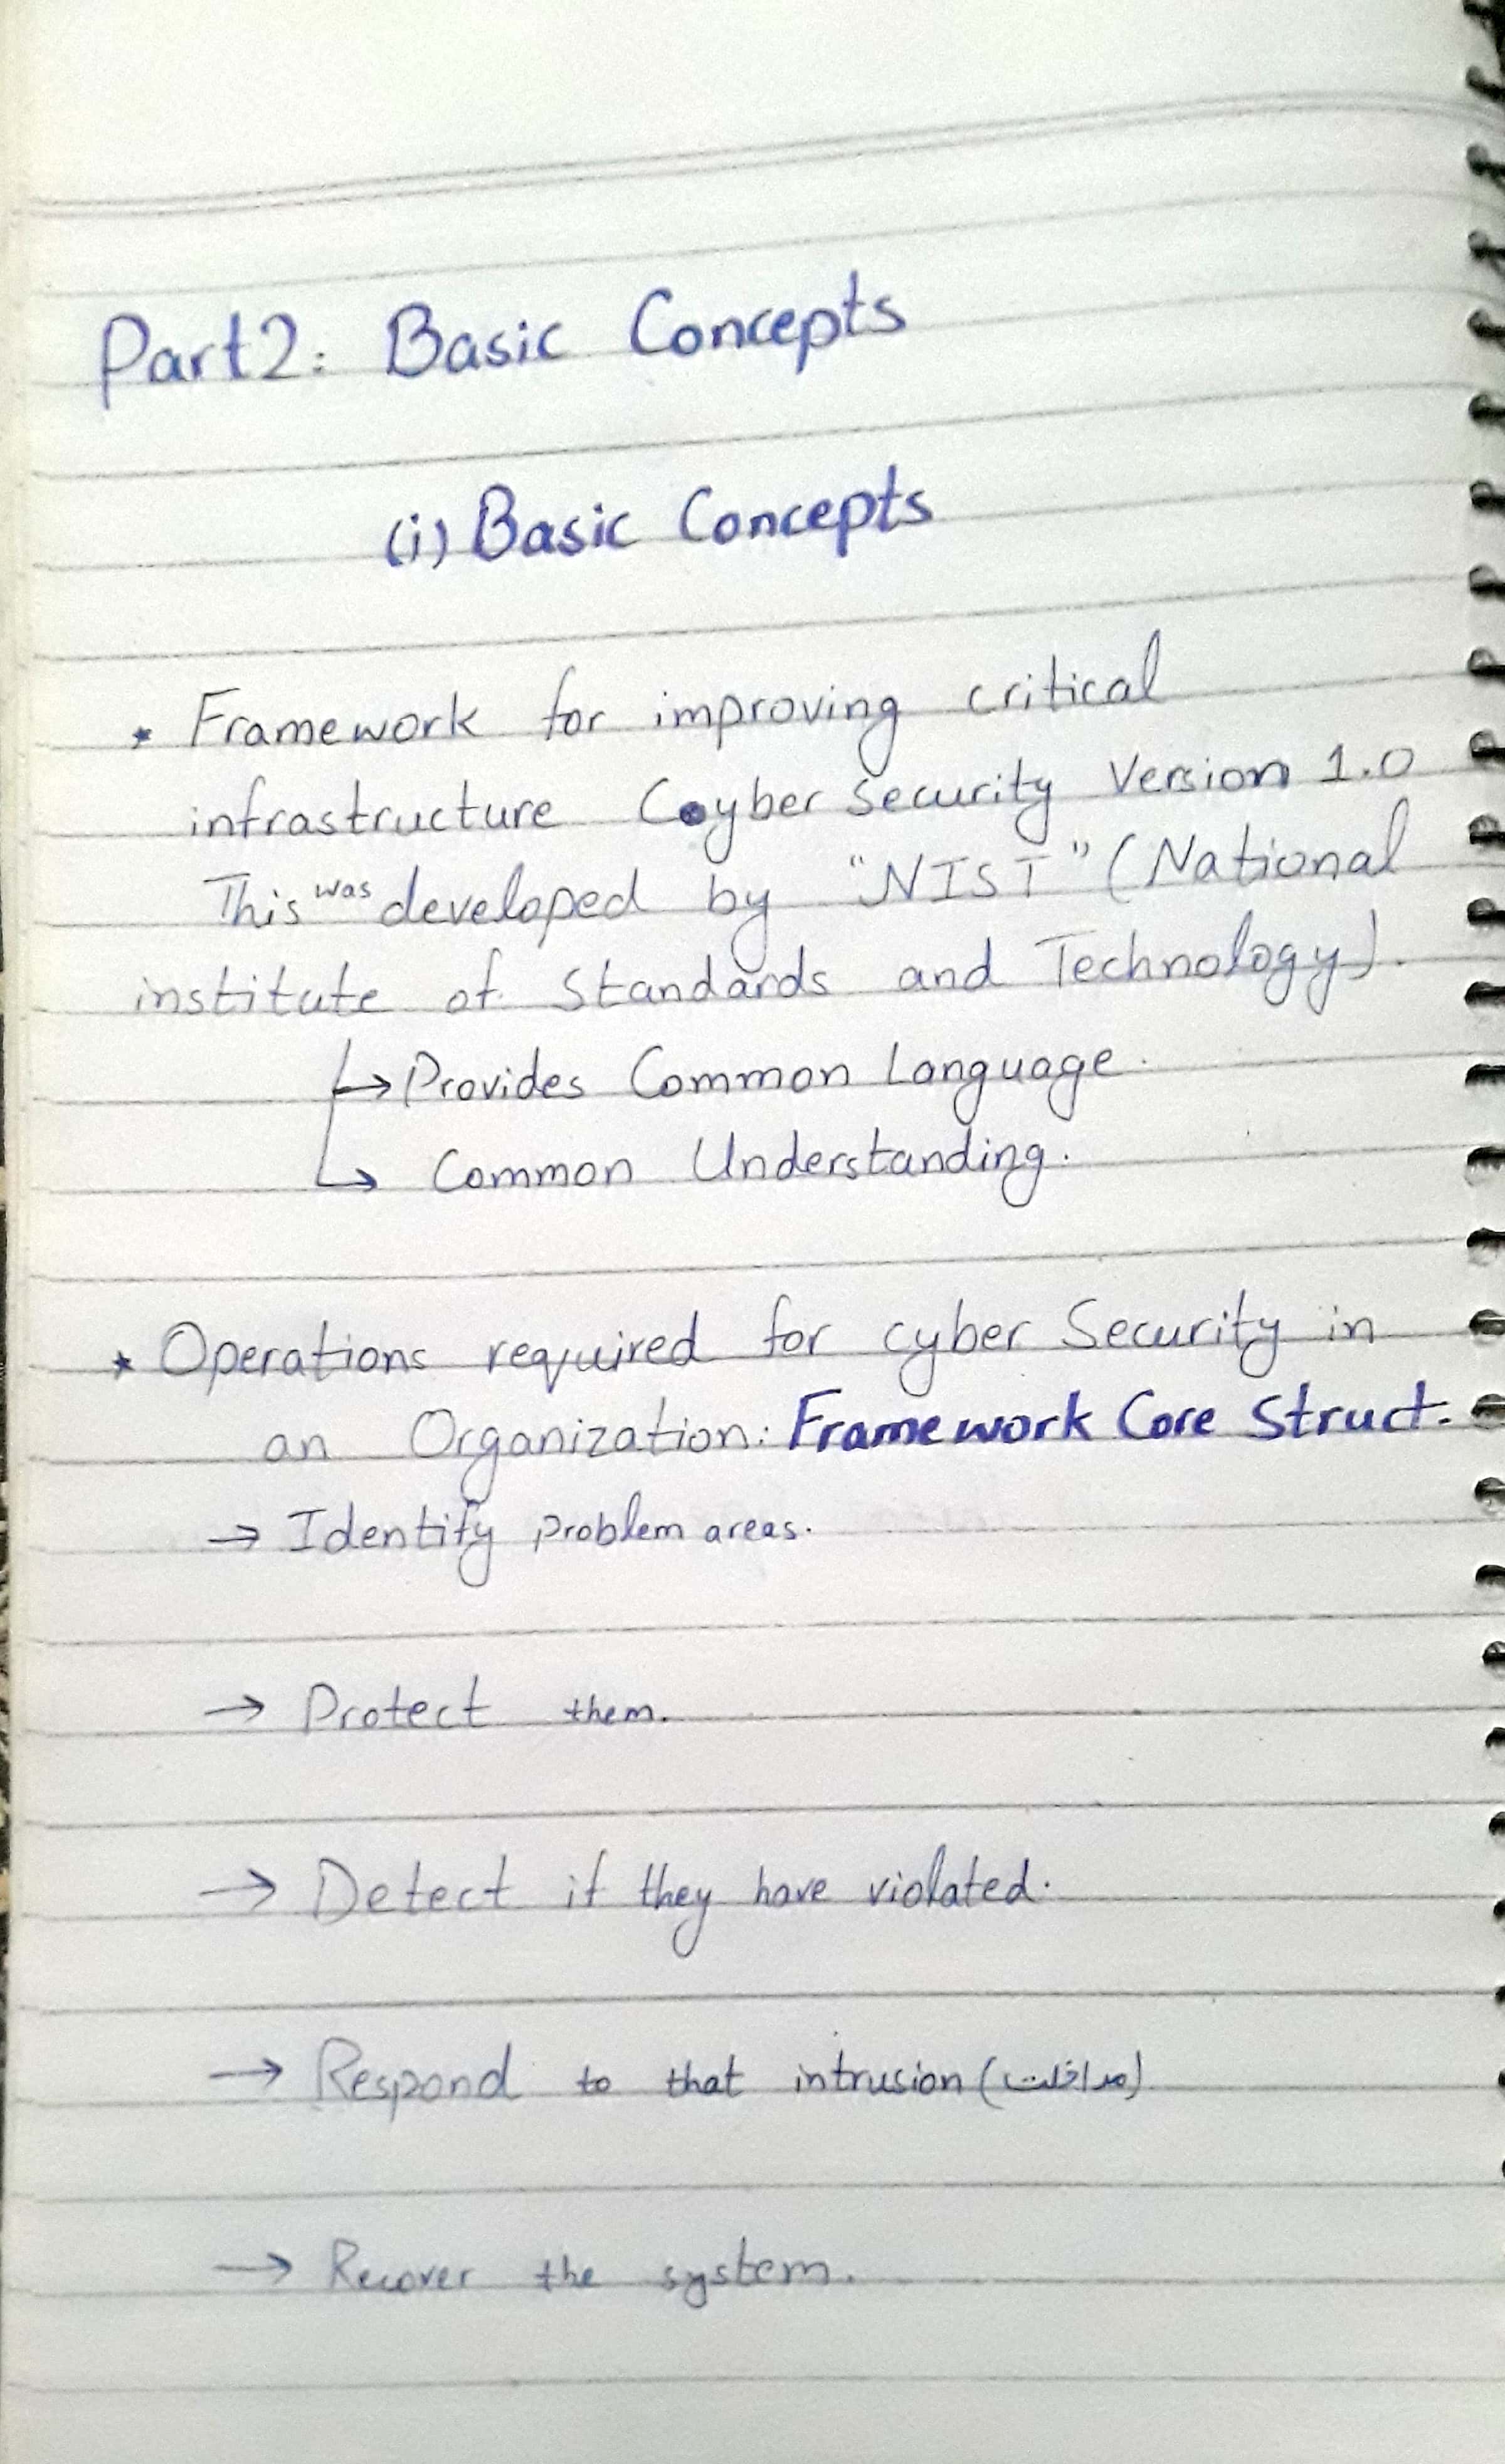 Part2: Basic Concepts
(i) Basic Concepts
* Framework for improving critical
infrastructure Cyber Security Version 1.0
This was developed by "NIST" (National
institute of Standards and Technology).
→ Provides Common Language.
↳ Common Understanding.
* Operations required for cyber Security in
an Organization: Framework Core Struct.
→ Identify problem areas.
→ Protect them.
→ Detect if they have violated.
→ Respond to that intrusion (مداخلت)
→ Recover the system.